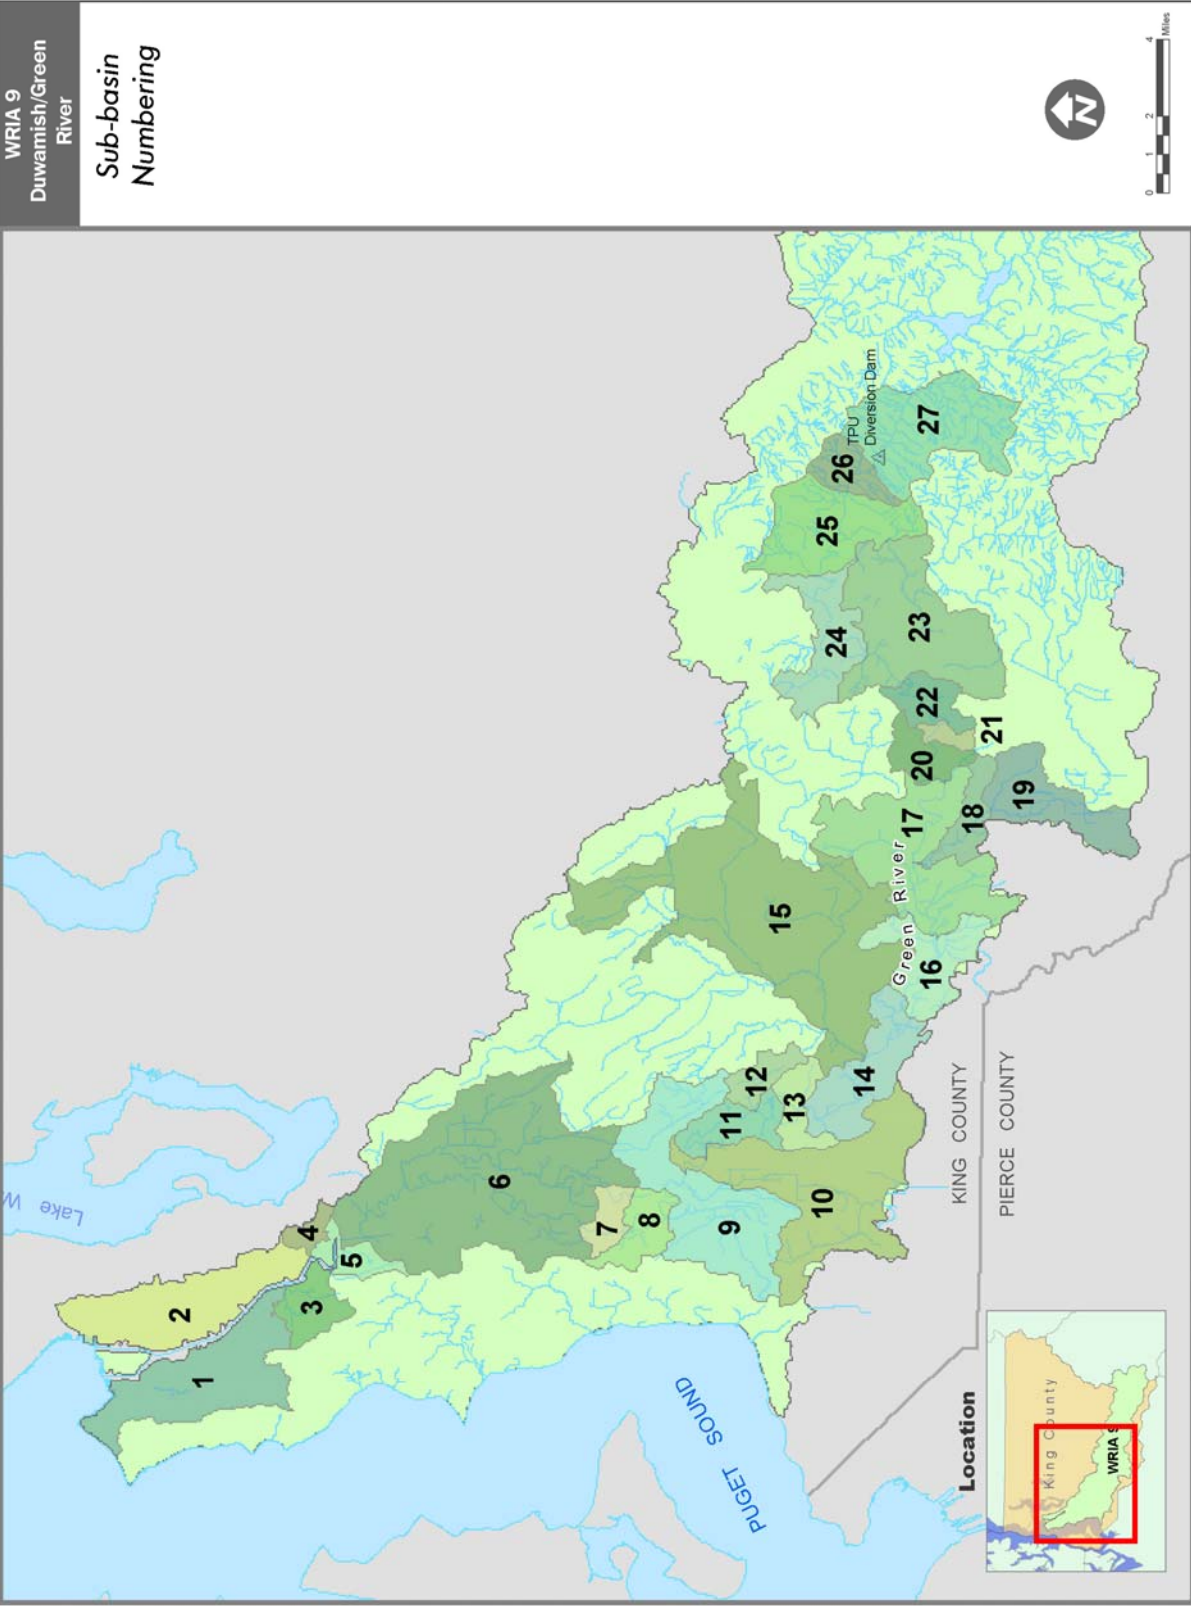 WRIA 9
Duwamish/Green
River
Sub-basin
Numbering
N
0 1 2 4
Miles
Lake W
1
2
3
4
5
6
7
8
9
10
11
12
13
14
15
16
Green River
17
18
19
20
21
22
23
24
25
26
TPU
Diversion Dam
27
PUGET SOUND
KING COUNTY
PIERCE COUNTY
Location
King County
WRIA 9